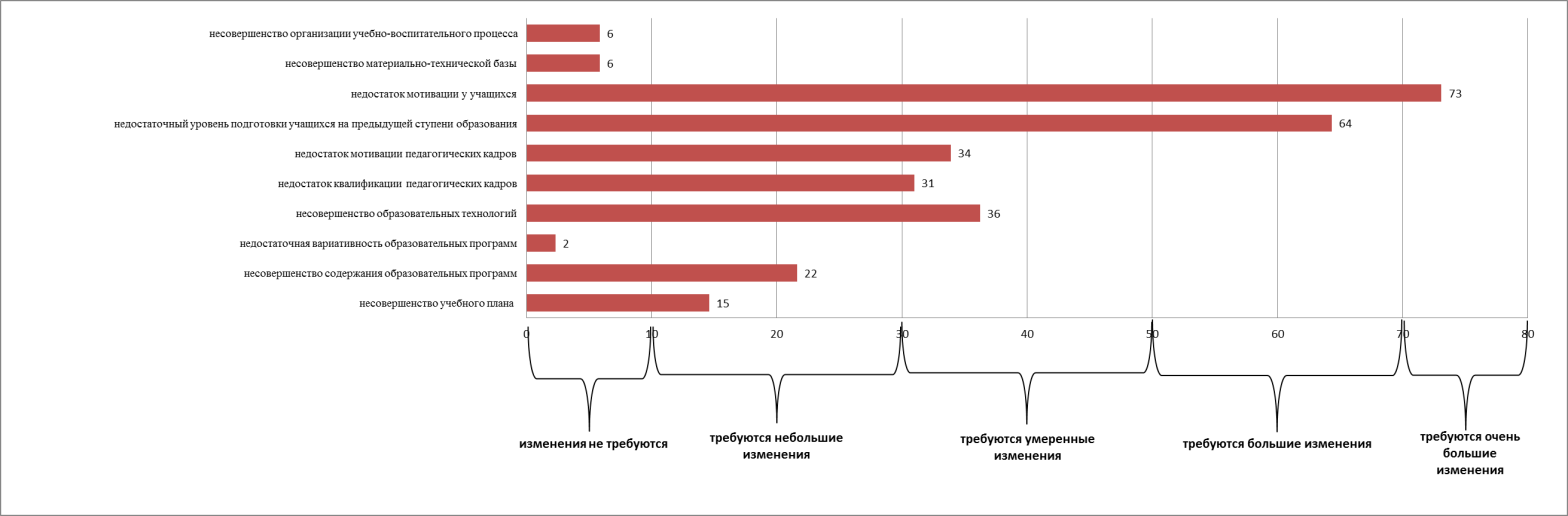 несовершенство организации учебно-воспитательного процесса 6
несовершенство материально-технической базы 6
недостаток мотивации у учащихся 73
недостаточный уровень подготовки учащихся на предыдущей ступени образования 64
недостаток мотивации педагогических кадров 34
недостаток квалификации педагогических кадров 31
несовершенство образовательных технологий 36
недостаточная вариативность образовательных программ 2
несовершенство содержания образовательных программ 22
несовершенство учебного плана 15
0 10 20 30 40 50 60 70 80
изменения не требуются
требуются небольшие
изменения
требуются умеренные
изменения
требуются большие изменения
требуются очень
большие
изменения